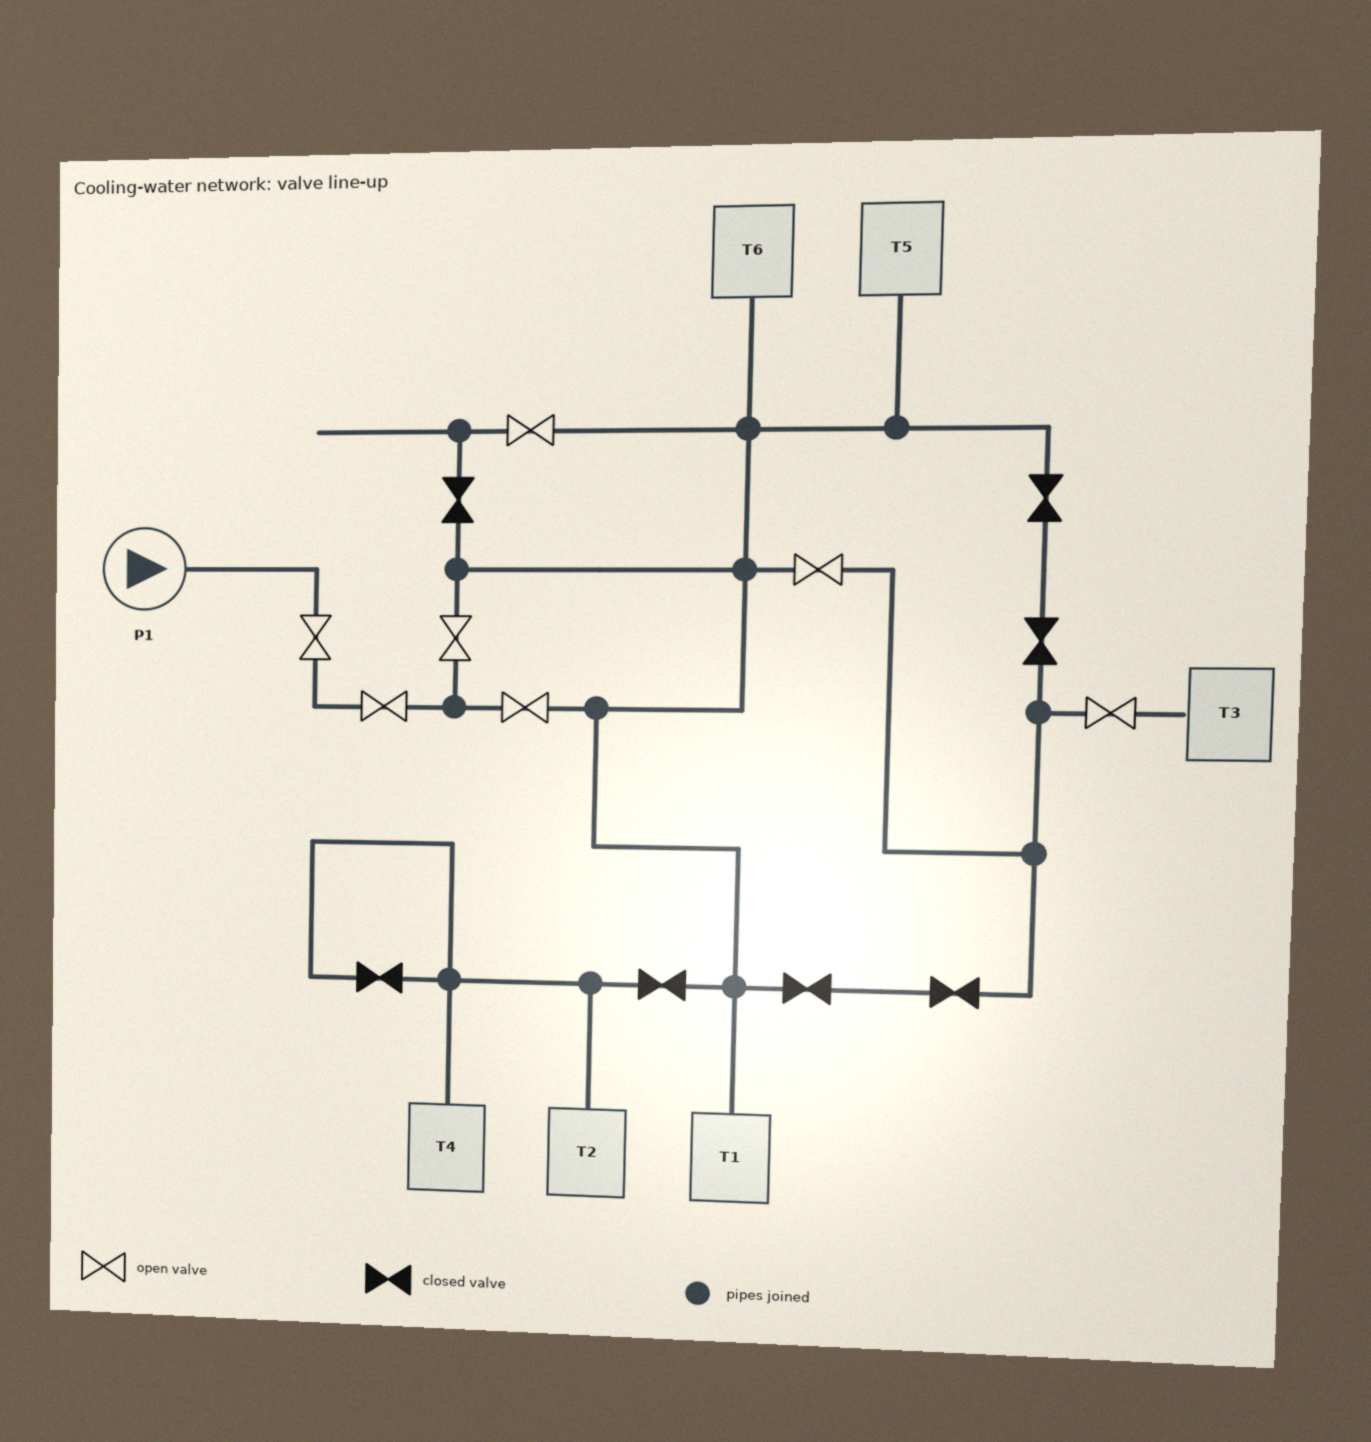 Cooling-water network: valve line-up
T6
T5
P1
T3
T4
T2
T1
open valve
closed valve
pipes joined